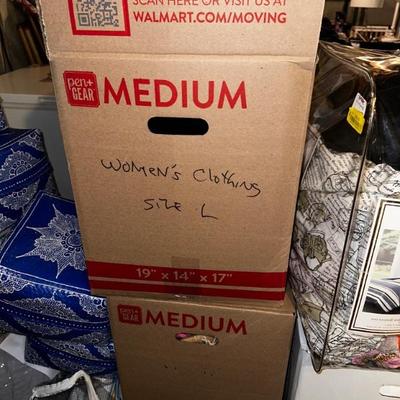 SCAN HERE OR VISIT US AT
WALMART.COM/MOVING
pen+
GEAR
MEDIUM
WOMEN'S Clothing
SIZE L
19" x 14" x 17"
pen+
GEAR
MEDIUM